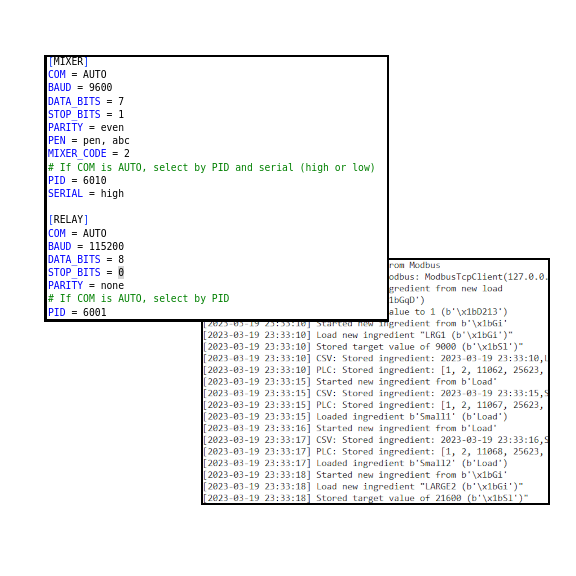 [MIXER]
COM = AUTO
BAUD = 9600
DATA_BITS = 7
STOP_BITS = 1
PARITY = even
PEN = pen, abc
MIXER_CODE = 2
# If COM is AUTO, select by PID and serial (high or low)
PID = 6010
SERIAL = high
[RELAY]
COM = AUTO
BAUD = 115200
DATA_BITS = 8
STOP_BITS = 0
PARITY = none
# If COM is AUTO, select by PID
PID = 6001
rom Modbus
odbus: ModbusTcpClient(127.0.0.
gredient from new load
1bGqD')
alue to 1 (b'\x1bD213')
[2023-03-19 23:33:10] Started new ingredient from b'\x1bGi'
[2023-03-19 23:33:10] Load new ingredient "LRG1 (b'\x1bGi')"
[2023-03-19 23:33:10] Stored target value of 9000 (b'\x1bSl')"
[2023-03-19 23:33:10] CSV: Stored ingredient: 2023-03-19 23:33:10,L
[2023-03-19 23:33:10] PLC: Stored ingredient: [1, 2, 11062, 25623,
[2023-03-19 23:33:15] Started new ingredient from b'Load'
[2023-03-19 23:33:15] CSV: Stored ingredient: 2023-03-19 23:33:15,S
[2023-03-19 23:33:15] PLC: Stored ingredient: [1, 2, 11067, 25623,
[2023-03-19 23:33:15] Loaded ingredient b'Small1' (b'Load')
[2023-03-19 23:33:16] Started new ingredient from b'Load'
[2023-03-19 23:33:17] CSV: Stored ingredient: 2023-03-19 23:33:16,S
[2023-03-19 23:33:17] PLC: Stored ingredient: [1, 2, 11068, 25623,
[2023-03-19 23:33:17] Loaded ingredient b'Small2' (b'Load')
[2023-03-19 23:33:18] Started new ingredient from b'\x1bGi'
[2023-03-19 23:33:18] Load new ingredient "LARGE2 (b'\x1bGi')"
[2023-03-19 23:33:18] Stored target value of 21600 (b'\x1bSl')"